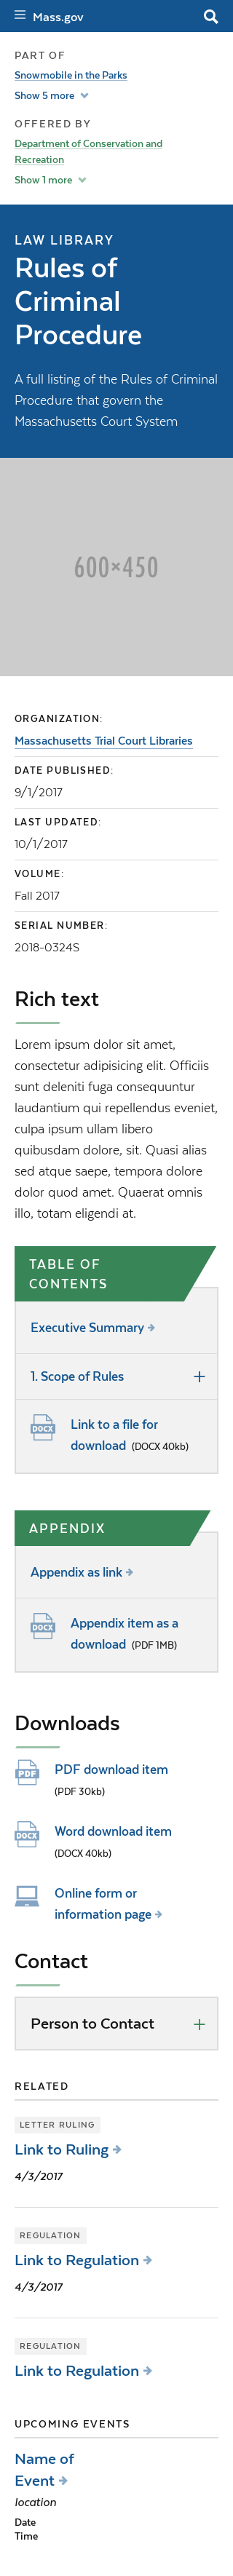 Mass.gov
PART OF
Snowmobile in the Parks
Show 5 more
OFFERED BY
Department of Conservation and
Recreation
Show 1 more
LAW LIBRARY
Rules of
Criminal
Procedure
A full listing of the Rules of Criminal
Procedure that govern the
Massachusetts Court System
600×450
ORGANIZATION:
Massachusetts Trial Court Libraries
DATE PUBLISHED:
9/1/2017
LAST UPDATED:
10/1/2017
VOLUME:
Fall 2017
SERIAL NUMBER:
2018-0324S
Rich text
Lorem ipsum dolor sit amet,
consectetur adipisicing elit. Officiis
sunt deleniti fuga consequuntur
laudantium qui repellendus eveniet,
culpa ipsum ullam libero
quibusdam dolore, sit. Quasi alias
sed atque saepe, tempora dolore
dolor quod amet. Quaerat omnis
illo, totam eligendi at.
TABLE OF
CONTENTS
Executive Summary
1. Scope of Rules
DOCX
Link to a file for
download (DOCX 40kb)
APPENDIX
Appendix as link
DOCX
Appendix item as a
download (PDF 1MB)
Downloads
PDF
PDF download item
(PDF 30kb)
DOCX
Word download item
(DOCX 40kb)
Online form or
information page
Contact
Person to Contact
RELATED
LETTER RULING
Link to Ruling
4/3/2017
REGULATION
Link to Regulation
4/3/2017
REGULATION
Link to Regulation
UPCOMING EVENTS
Name of
Event
location
Date
Time